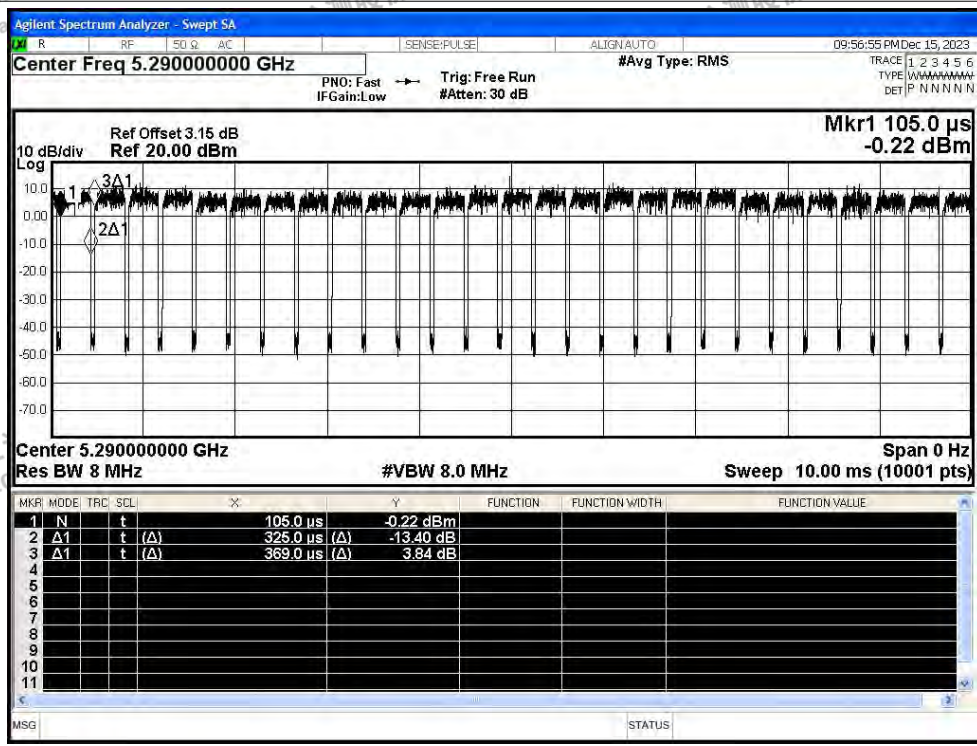 Agilent Spectrum Analyzer - Swept SA
R RF 50 Ω AC SENSE:PULSE ALIGN AUTO 09:56:55 PM Dec 15, 2023
Center Freq 5.290000000 GHz #Avg Type: RMS TRACE 1 2 3 4 5 6
PNO: Fast Trig: Free Run TYPE WWWWWW
IFGain:Low #Atten: 30 dB DET P N N N N N
Ref Offset 3.15 dB Mkr1 105.0 µs
10 dB/div Ref 20.00 dBm -0.22 dBm
Log
10.0
1
3Δ1
0.00
2Δ1
-10.0
-20.0
-30.0
-40.0
-50.0
-60.0
-70.0
Center 5.290000000 GHz Span 0 Hz
Res BW 8 MHz #VBW 8.0 MHz Sweep 10.00 ms (10001 pts)
MKR MODE TRC SCL X Y FUNCTION FUNCTION WIDTH FUNCTION VALUE
1 N t 105.0 µs -0.22 dBm
2 Δ1 t (Δ) 325.0 µs (Δ) -13.40 dB
3 Δ1 t (Δ) 369.0 µs (Δ) 3.84 dB
4
5
6
7
8
9
10
11
MSG STATUS